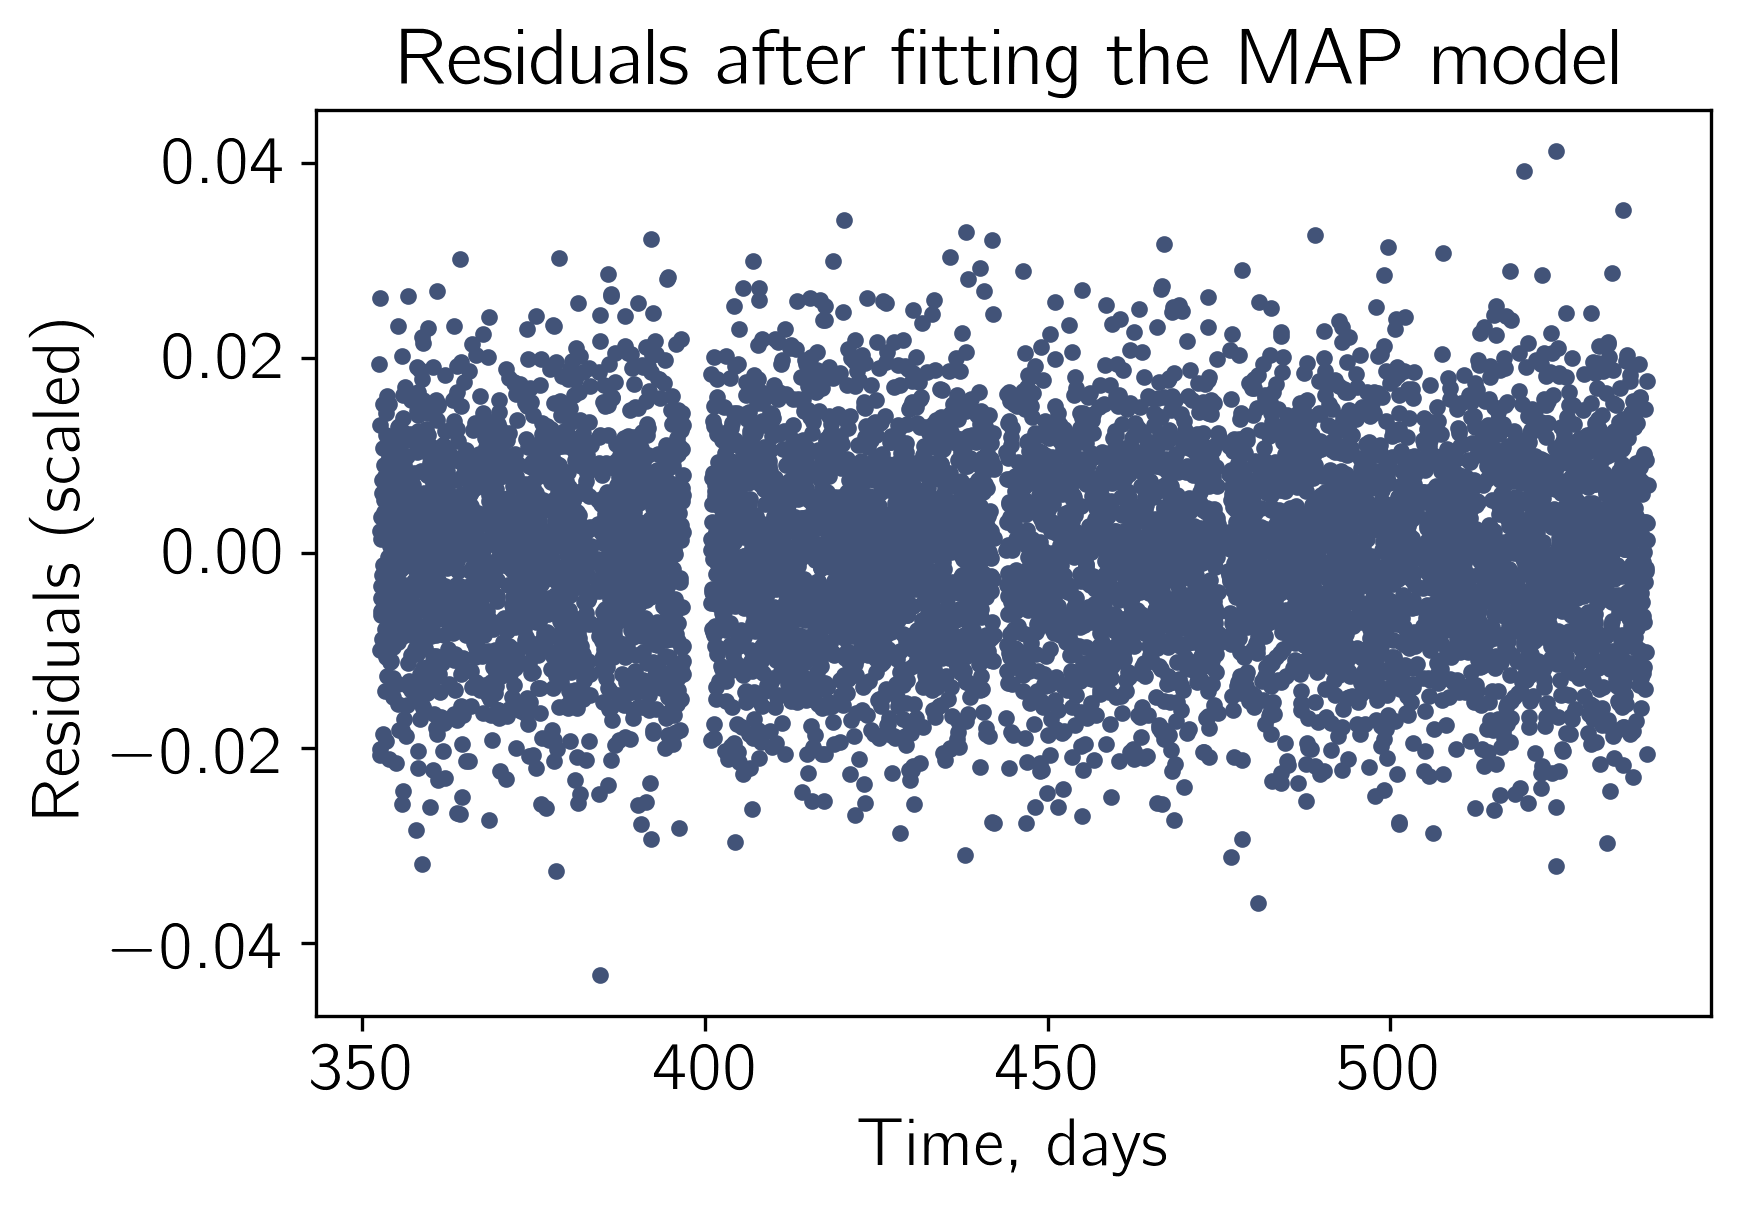 Residuals after fitting the MAP model
0.04
0.02
0.00
−0.02
−0.04
Residuals (scaled)
350 400 450 500
Time, days